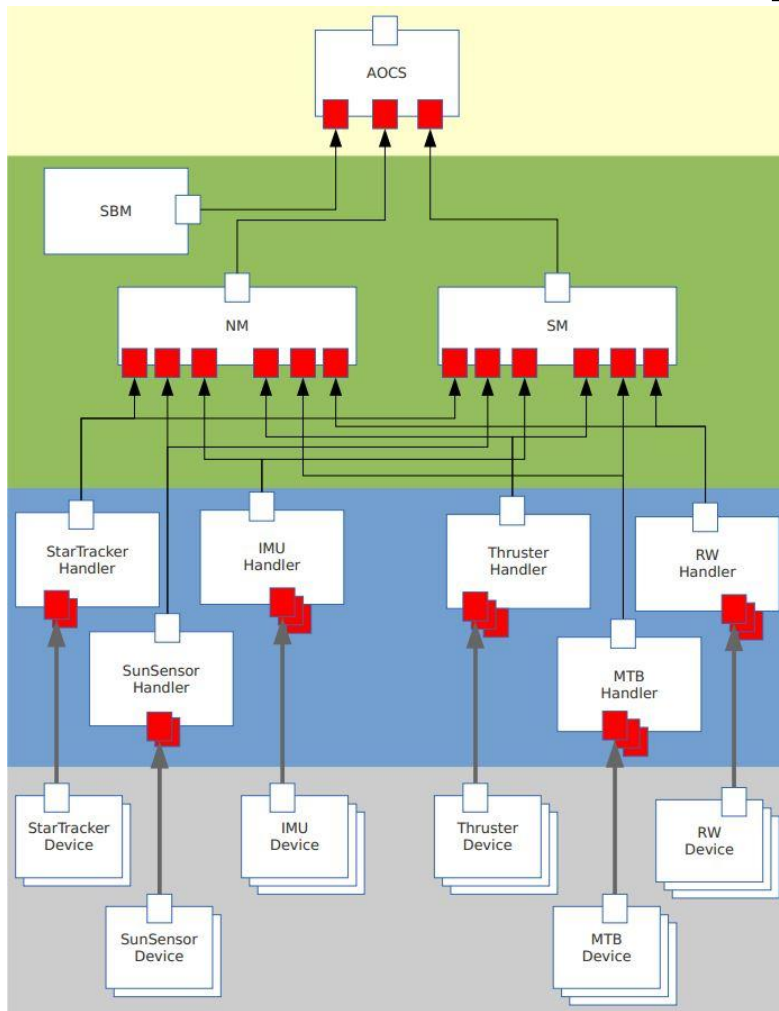 AOCS
SBM
NM
SM
StarTracker
Handler
IMU
Handler
Thruster
Handler
RW
Handler
SunSensor
Handler
MTB
Handler
StarTracker
Device
IMU
Device
Thruster
Device
RW
Device
SunSensor
Device
MTB
Device